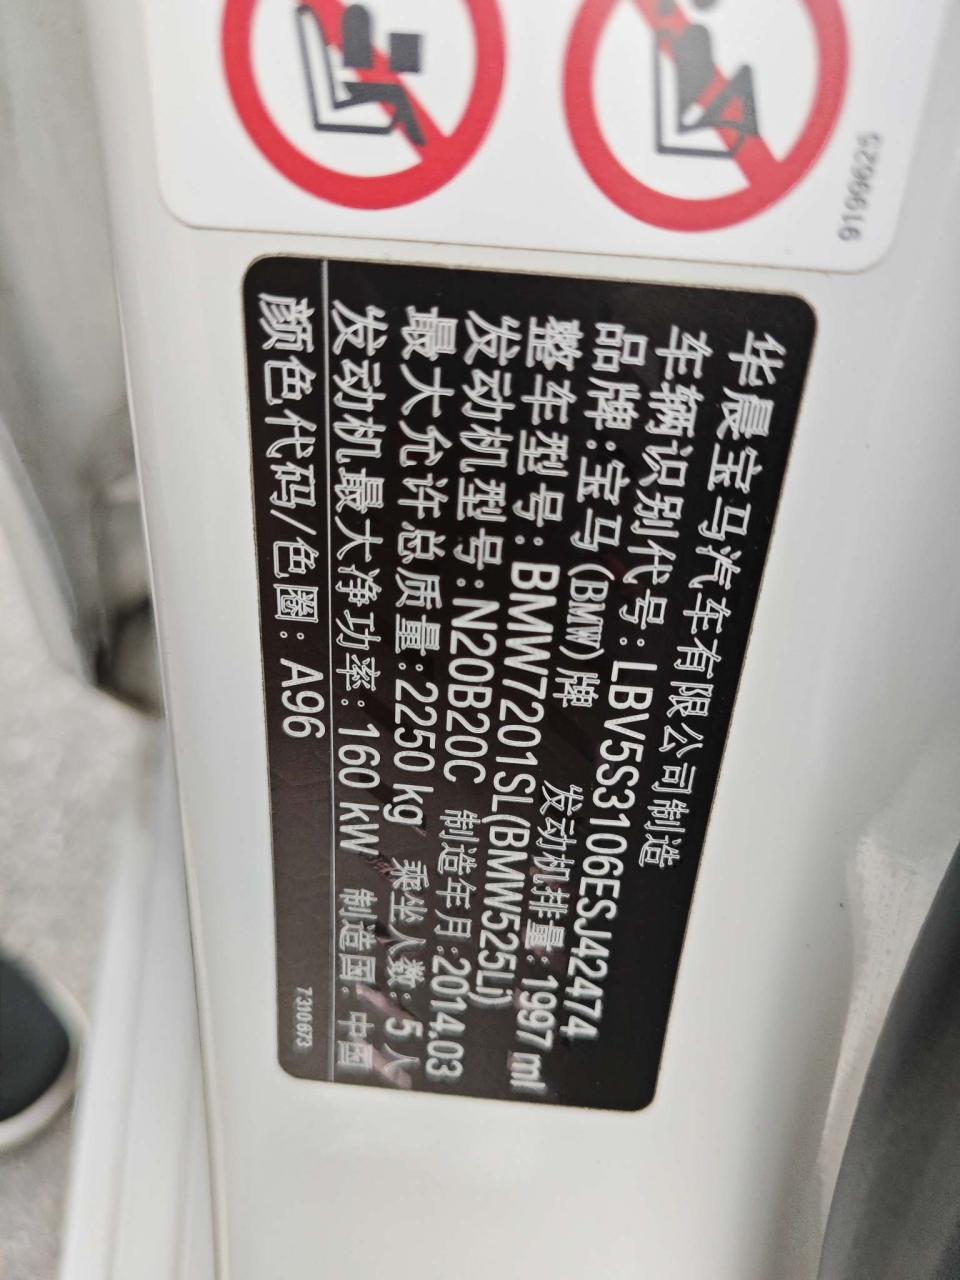 9199625
华晨宝马汽车有限公司制造
车辆识别代号：LBV5S3106ESJ42474
品牌：宝马(BMW)牌 发动机排量：1997 ml
整车型号：BMW7201SL(BMW525Li)
发动机型号：N20B20C 制造年月：2014.03
最大允许总质量：2250 kg 乘坐人数：5 人
发动机最大净功率：160 kW 制造国：中国
颜色代码/色圈：A96
7310673